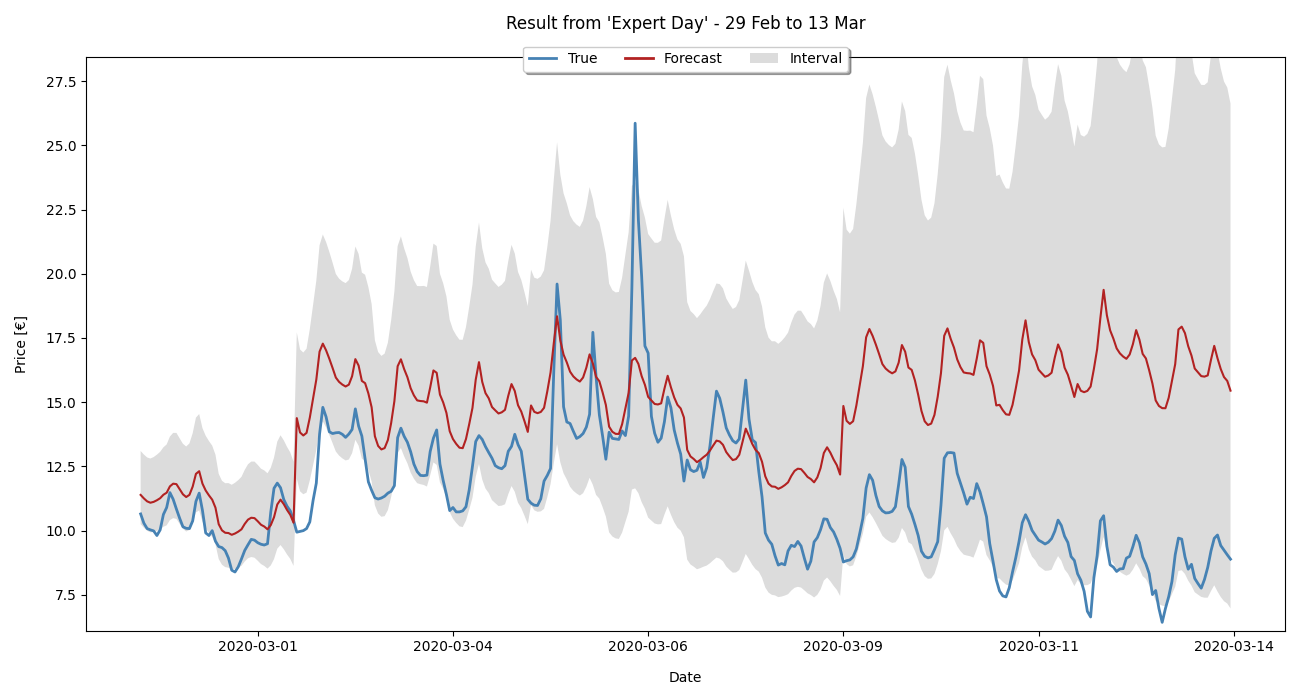 Result from 'Expert Day' - 29 Feb to 13 Mar
True Forecast Interval
27.5
25.0
22.5
20.0
17.5
15.0
12.5
10.0
7.5
Price [€]
2020-03-01 2020-03-04 2020-03-06 2020-03-09 2020-03-11 2020-03-14
Date